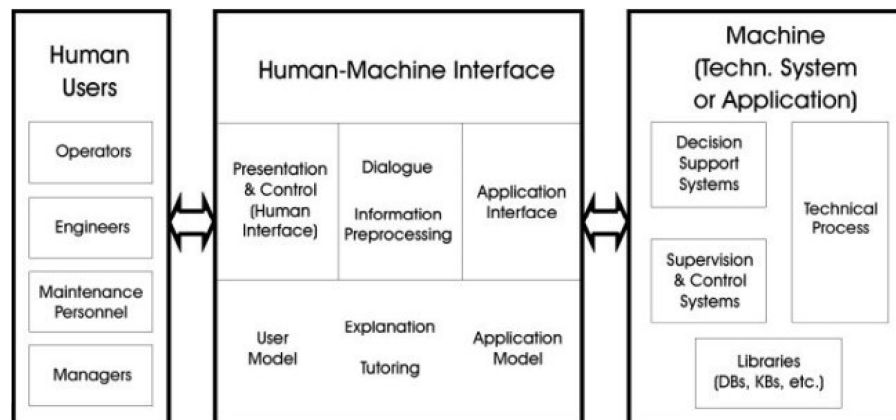 Human
Users
Operators
Engineers
Maintenance
Personnel
Managers
Human-Machine Interface
Presentation
& Control
(Human
Interface)
Dialogue
Information
Preprocessing
Application
Interface
User
Model
Explanation
Tutoring
Application
Model
Machine
(Techn. System
or Application)
Decision
Support
Systems
Technical
Process
Supervision
& Control
Systems
Libraries
(DBs, KBs, etc.)